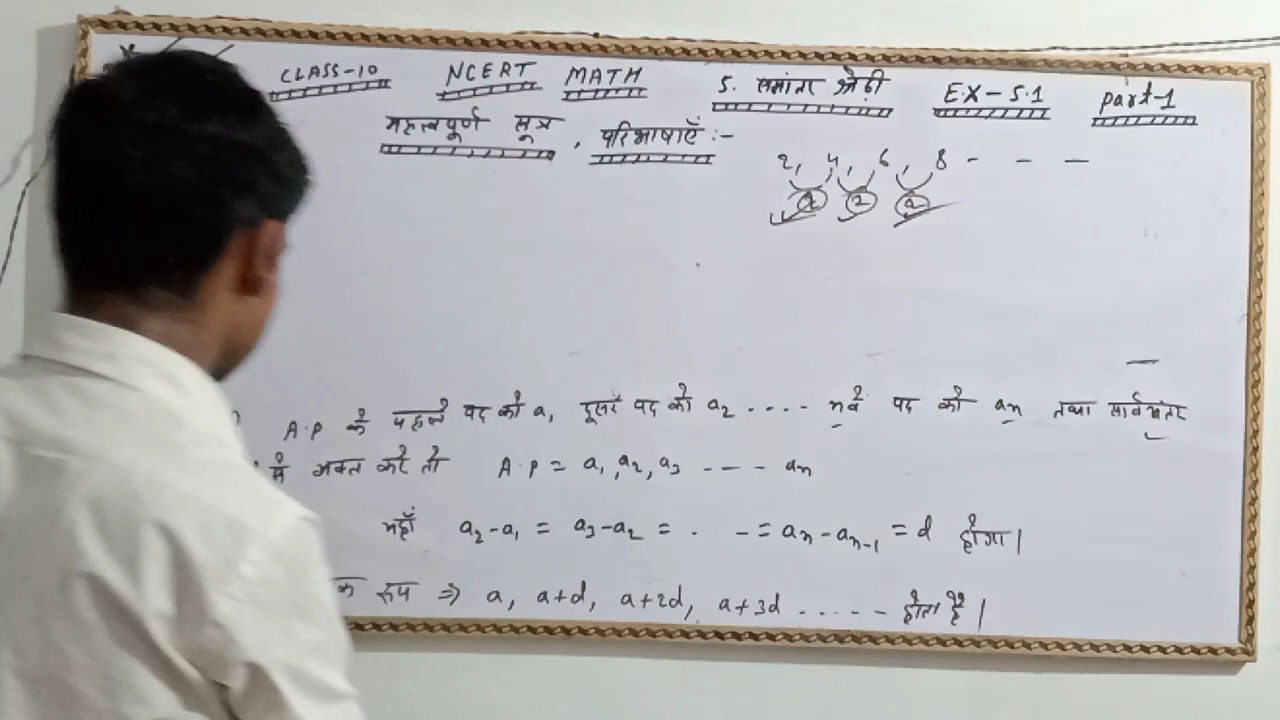 CLASS-10 NCERT MATH 5. समांतर श्रेढ़ी EX-5.1 Part-1
महत्वपूर्ण सूत्र, परिभाषाएँ :-
2, 4, 6, 8 - - -
2 2 2
A.P के पहले पद को a₁ दूसरे पद को a₂ .... nवें पद को aₙ तथा सार्वअंतर
से व्यक्त करें तो A.P = a₁, a₂, a₃ ---- aₙ
यहाँ a₂-a₁ = a₃-a₂ = . - = aₙ-aₙ₋₁ = d होगा।
रूप ⇒ a, a+d, a+2d, a+3d ..... होता है।